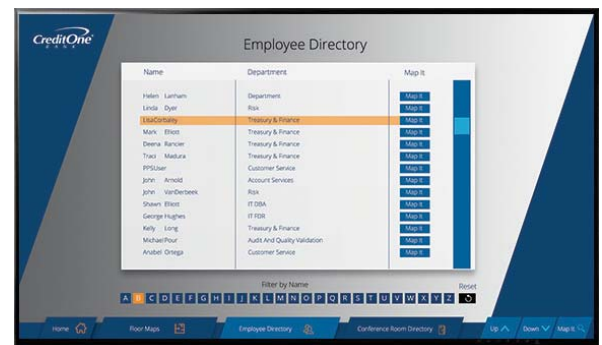 CreditOne
BANK
Employee Directory
Name Department Map It
Helen Lanham Department Map It
Linda Dyer Risk Map It
LisaCorbaley Treasury & Finance Map It
Mark Elliott Treasury & Finance Map It
Deena Rancier Treasury & Finance Map It
Traci Madura Treasury & Finance Map It
PPSUser Customer Service Map It
John Arnold Account Services Map It
John VanDerbeek Risk Map It
Shawn Elliott IT DBA Map It
George Hughes IT FDR Map It
Kelly Long Treasury & Finance Map It
MichaelPour Audit And Quality Validation Map It
Anabel Ortega Customer Service Map It
Filter by Name Reset
A B C D E F G H I J K L M N O P Q R S T U V W X Y Z
Home Floor Maps Employee Directory Conference Room Directory Up Down Map It